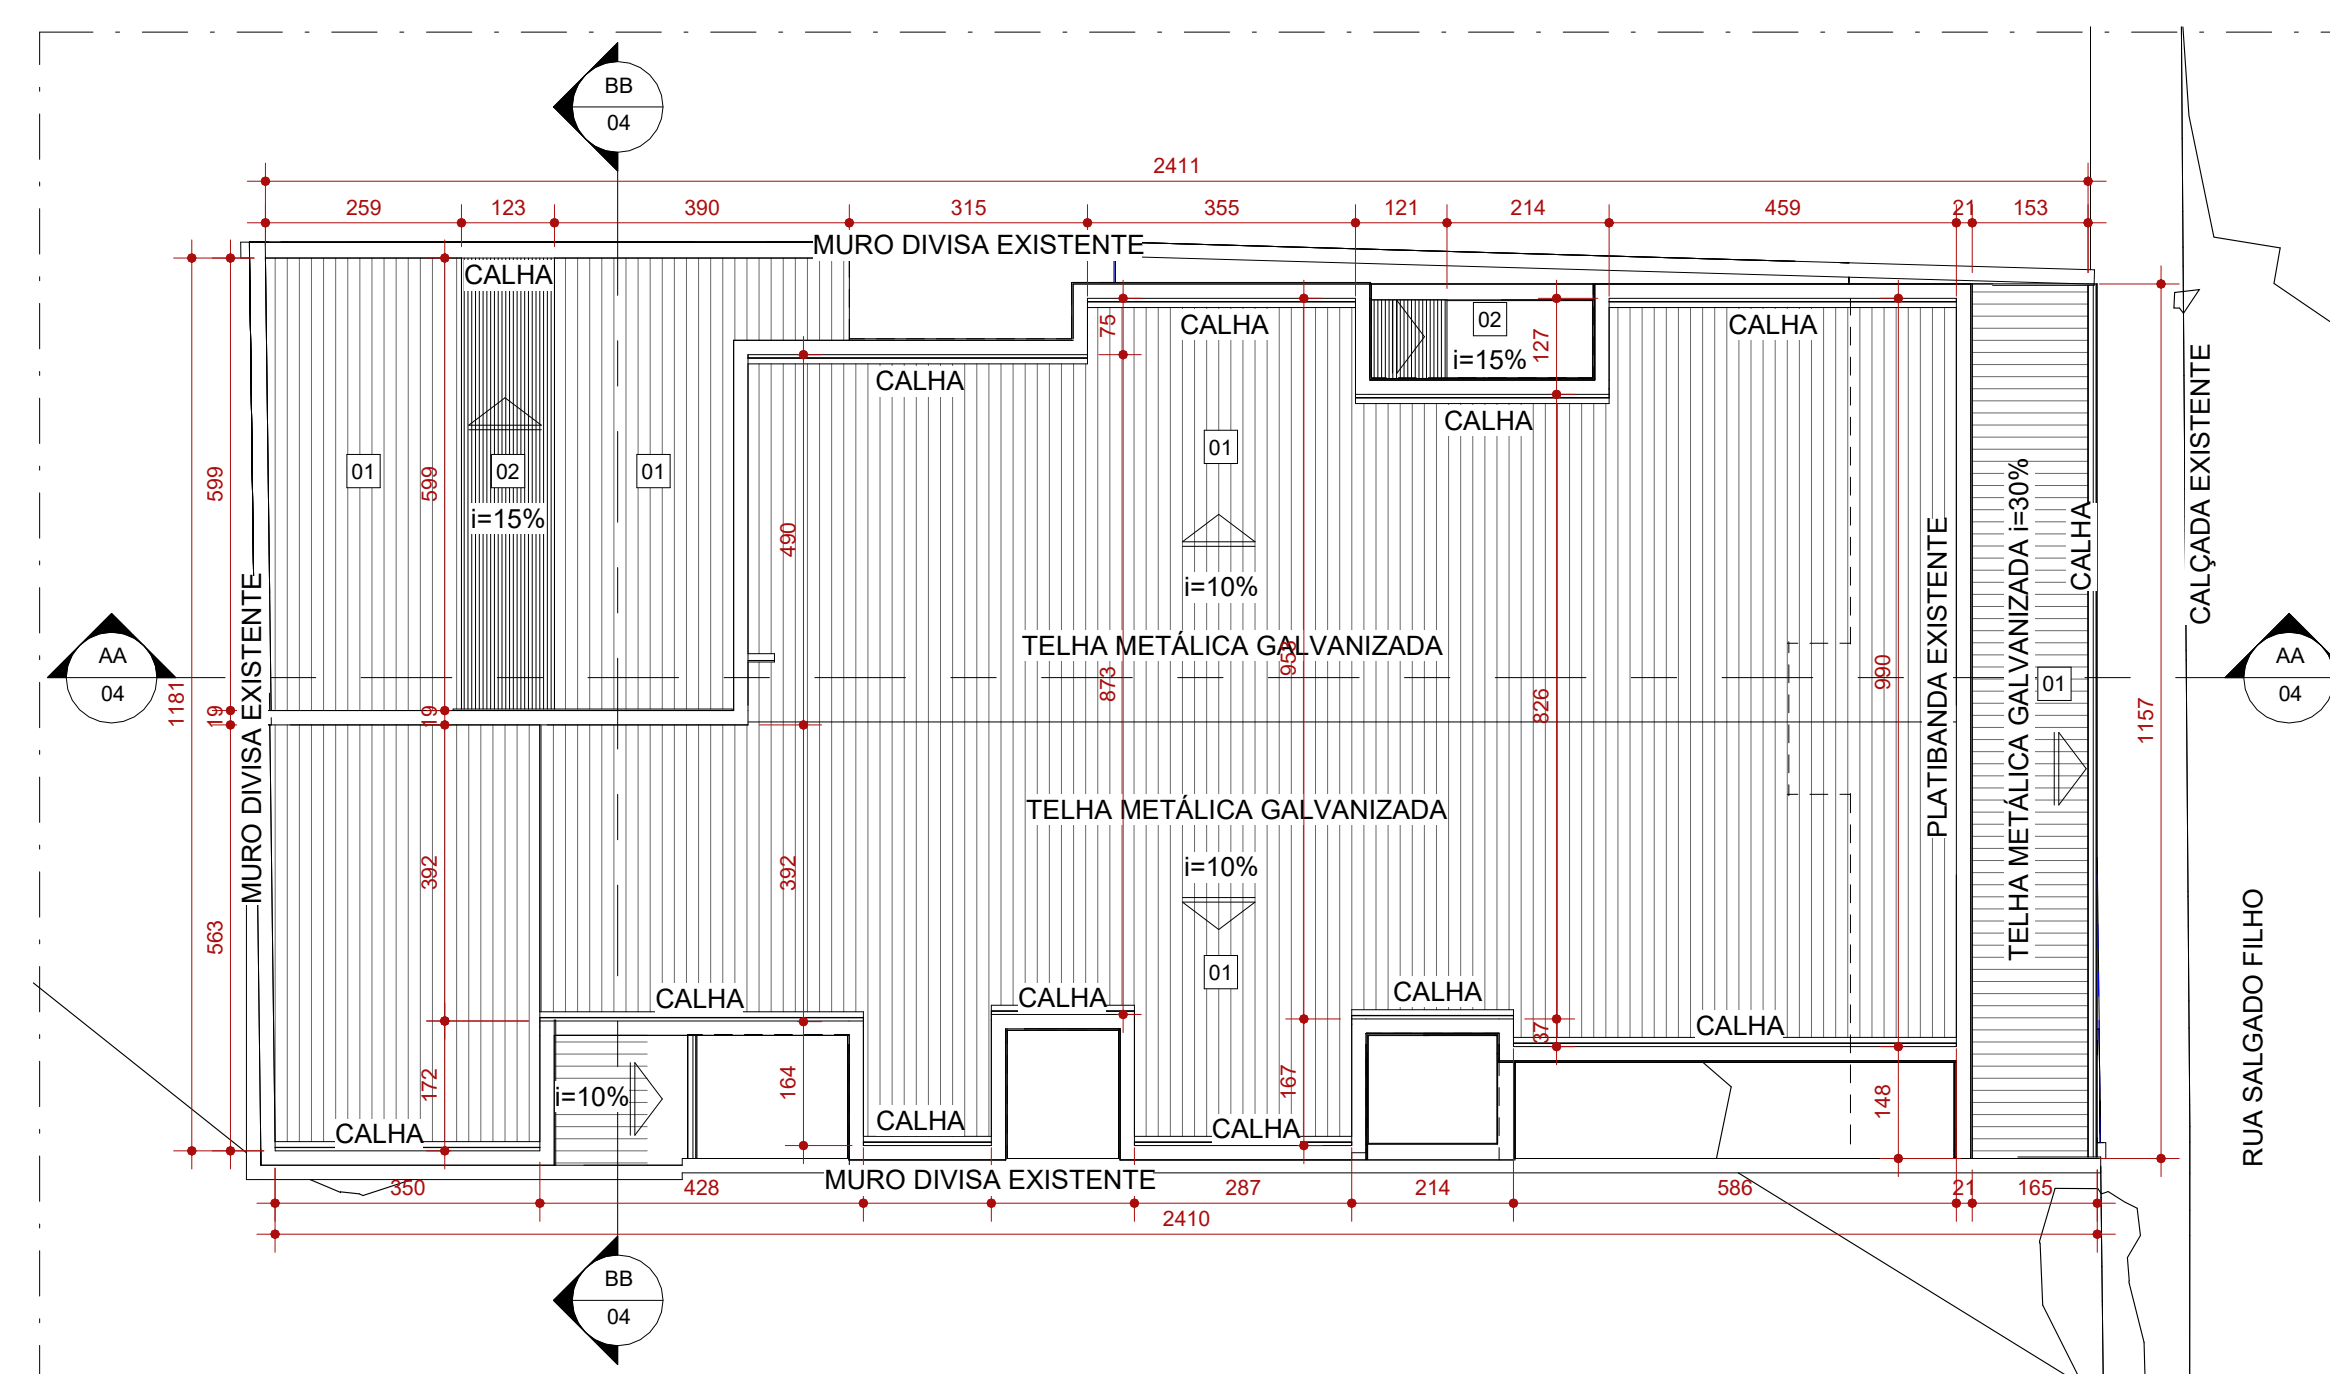 BB
04
2411
259
123
390
315
355
121
214
459
21
153
MURO DIVISA EXISTENTE
CALHA
CALHA
02
CALHA
75
127
i=15%
CALHA
CALHA
01
599
599
01
02
01
i=15%
490
i=10%
TELHA METÁLICA GALVANIZADA
873
826
990
AA
04
1181
19
19
MURO DIVISA EXISTENTE
PLATIBANDA EXISTENTE
TELHA METÁLICA GALVANIZADA i=30%
CALHA
01
CALÇADA EXISTENTE
1157
AA
04
TELHA METÁLICA GALVANIZADA
i=10%
392
392
563
01
CALHA
CALHA
CALHA
CALHA
37
172
i=10%
164
167
148
CALHA
CALHA
CALHA
RUA SALGADO FILHO
MURO DIVISA EXISTENTE
350
428
287
214
586
21
165
2410
BB
04